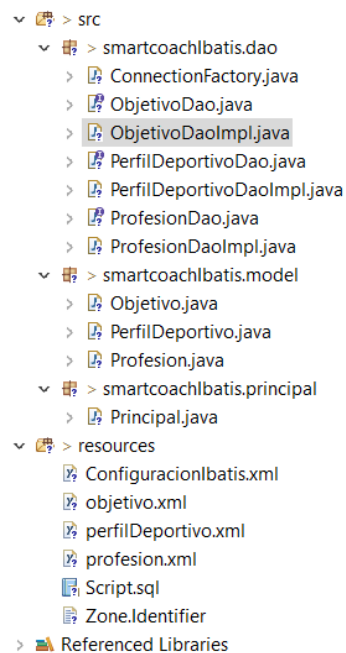 > src
> smartcoachIbatis.dao
ConnectionFactory.java
ObjetivoDao.java
ObjetivoDaoImpl.java
PerfilDeportivoDao.java
PerfilDeportivoDaoImpl.java
ProfesionDao.java
ProfesionDaoImpl.java
> smartcoachIbatis.model
Objetivo.java
PerfilDeportivo.java
Profesion.java
> smartcoachIbatis.principal
Principal.java
> resources
ConfiguracionIbatis.xml
objetivo.xml
perfilDeportivo.xml
profesion.xml
Script.sql
Zone.Identifier
Referenced Libraries